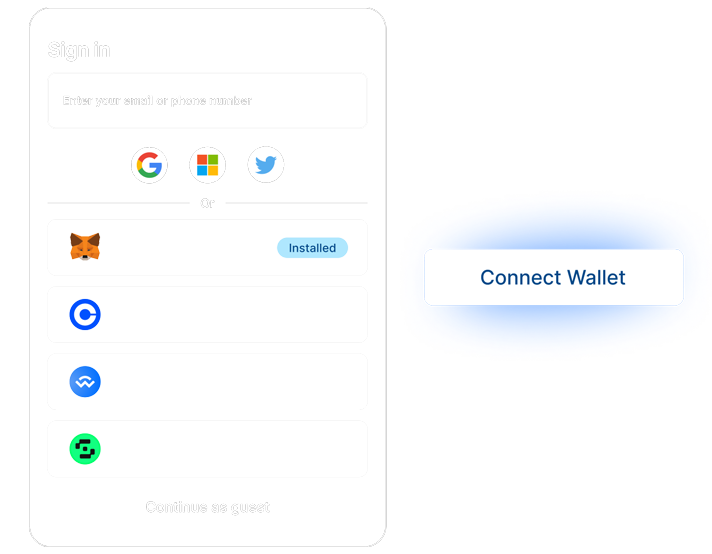 Sign in
Enter your email or phone number
Or
Installed
Continue as guest
Connect Wallet